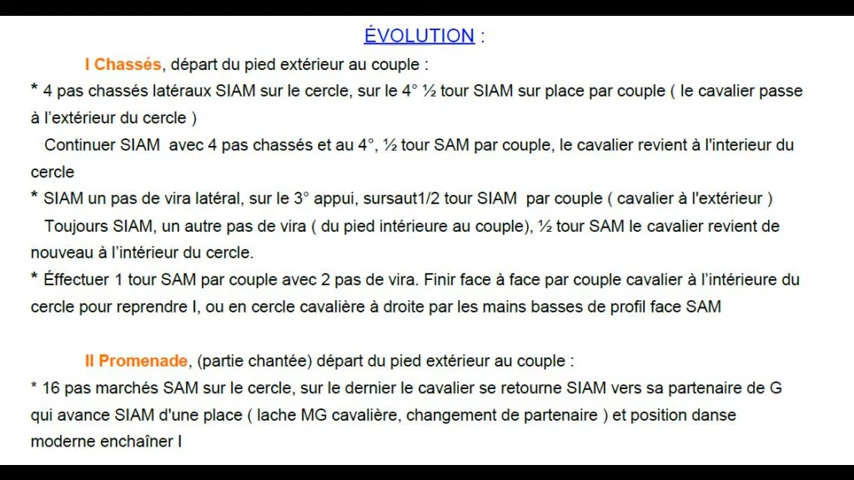 ÉVOLUTION :
I Chassés, départ du pied extérieur au couple :
* 4 pas chassés latéraux SIAM sur le cercle, sur le 4° ½ tour SIAM sur place par couple ( le cavalier passe
à l'extérieur du cercle )
Continuer SIAM avec 4 pas chassés et au 4°, ½ tour SAM par couple, le cavalier revient à l'interieur du
cercle
* SIAM un pas de vira latéral, sur le 3° appui, sursaut1/2 tour SIAM par couple ( cavalier à l'extérieur )
Toujours SIAM, un autre pas de vira ( du pied intérieure au couple), ½ tour SAM le cavalier revient de
nouveau à l'intérieur du cercle.
* Éffectuer 1 tour SAM par couple avec 2 pas de vira. Finir face à face par couple cavalier à l'intérieure du
cercle pour reprendre I, ou en cercle cavalière à droite par les mains basses de profil face SAM
II Promenade, (partie chantée) départ du pied extérieur au couple :
* 16 pas marchés SAM sur le cercle, sur le dernier le cavalier se retourne SIAM vers sa partenaire de G
qui avance SIAM d'une place ( lache MG cavalière, changement de partenaire ) et position danse
moderne enchaîner I